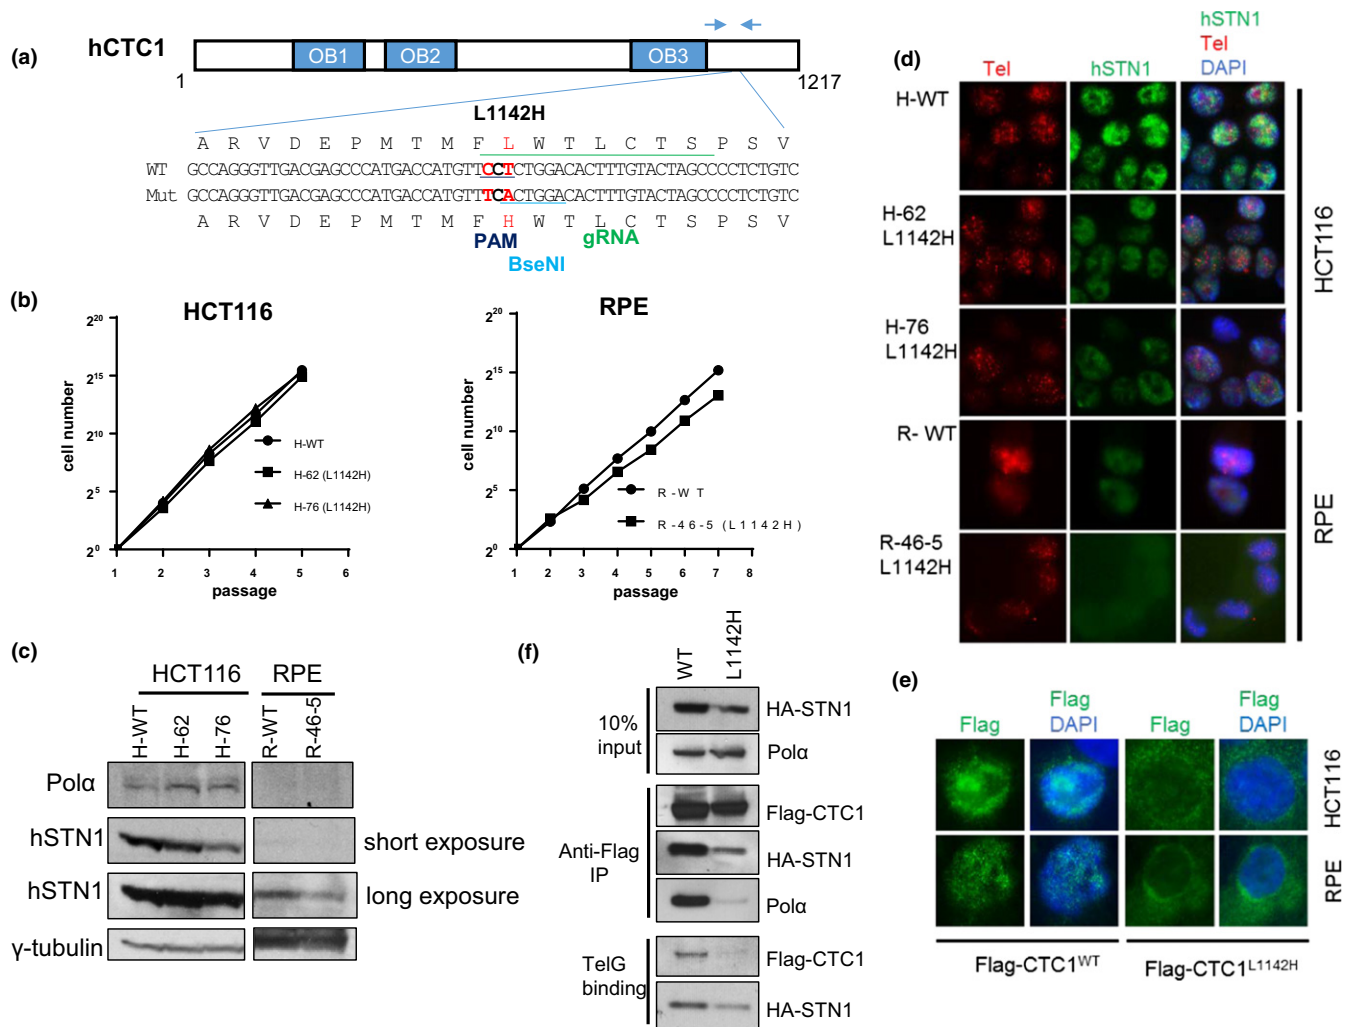 (a)
hCTC1
OB1 OB2 OB3
1 1217
L1142H
A R V D E P M T M F L W T L C T S P S V
WT GCCAGGGTTGACGAGCCCATGACCATGTTCCTCTGGACACTTTGTACTAGCCCCTCTGTC
Mut GCCAGGGTTGACGAGCCCATGACCATGTTTCACTGGACACTTTGTACTAGCCCCTCTGTC
A R V D E P M T M F H W T L C T S P S V
PAM gRNA
BseNI
(b)
HCT116
cell number
2^20
2^15
2^10
2^5
2^0
H-WT
H-62 (L1142H)
H-76 (L1142H)
1 2 3 4 5 6
passage
RPE
cell number
2^20
2^15
2^10
2^5
2^0
R-WT
R-46-5 (L1142H)
1 2 3 4 5 6 7 8
passage
(c)
HCT116 RPE
H-WT H-62 H-76 R-WT R-46-5
Polα
hSTN1 short exposure
hSTN1 long exposure
γ-tubulin
(d)
Tel hSTN1 hSTN1
Tel
DAPI
H-WT
H-62
L1142H
H-76
L1142H
HCT116
R- WT
R-46-5
L1142H
RPE
(e)
Flag Flag
DAPI
Flag Flag
DAPI
HCT116
RPE
Flag-CTC1^WT Flag-CTC1^L1142H
(f)
WT L1142H
10%
input
HA-STN1
Polα
Anti-Flag
IP
Flag-CTC1
HA-STN1
Polα
TelG
binding
Flag-CTC1
HA-STN1